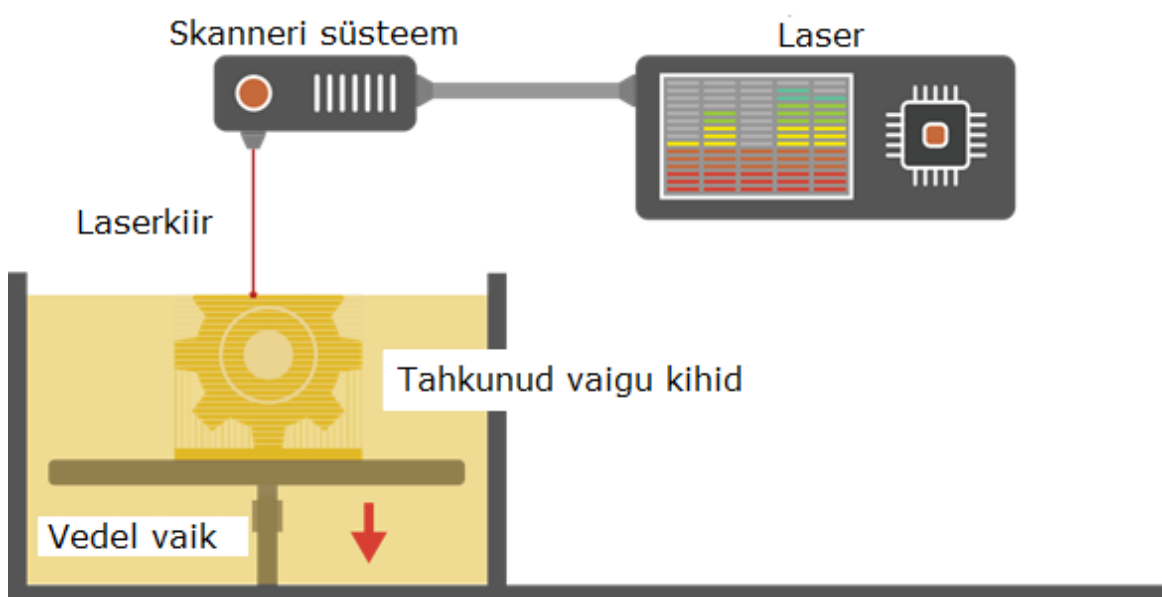 Skanneri süsteem
Laser
Laserkiir
Tahkunud vaigu kihid
Vedel vaik